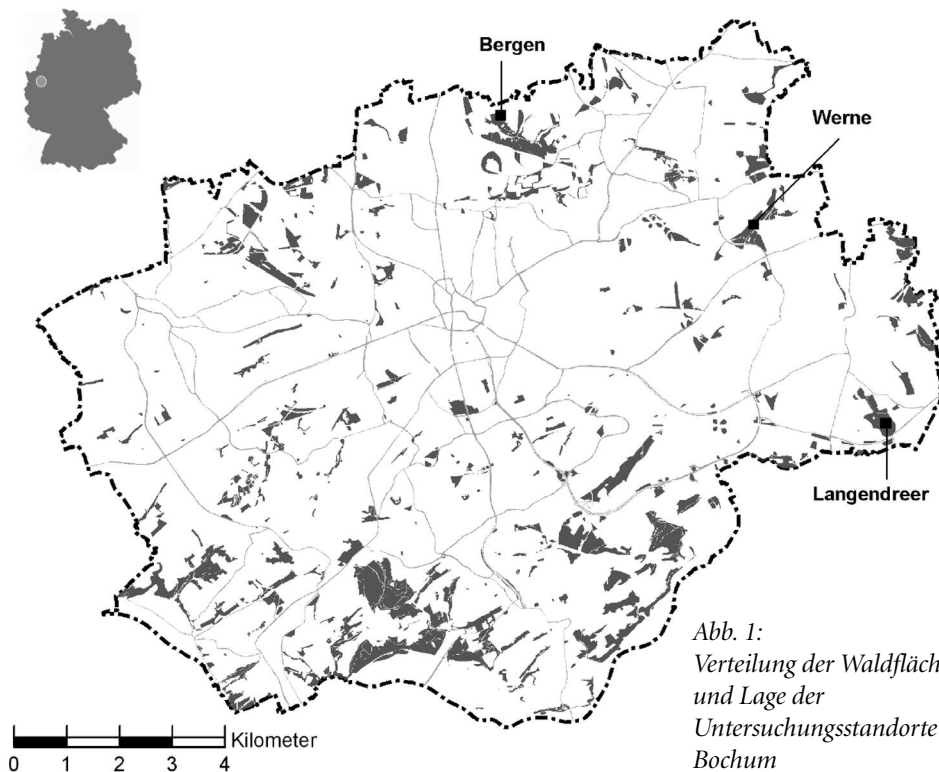 Bergen
Werne
Langendreer
Abb. 1:
Verteilung der Waldfläch
und Lage der
Untersuchungsstandorte
Bochum
Kilometer
0 1 2 3 4